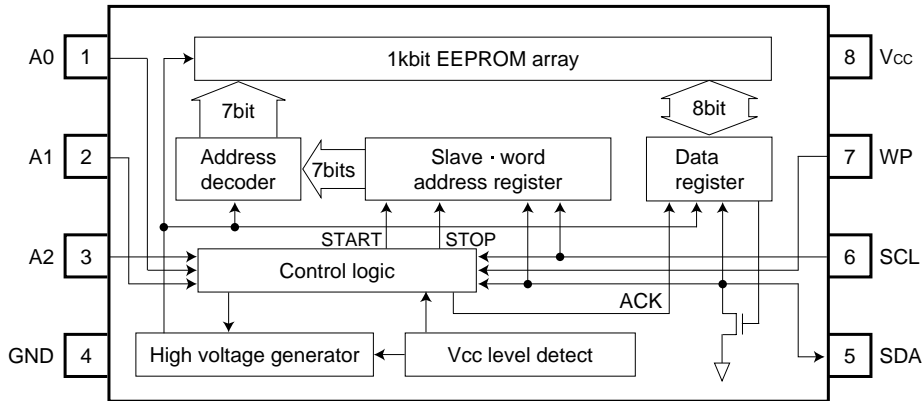 A0 1
1kbit EEPROM array
8 Vcc
7bit
8bit
A1 2
Address
decoder
7bits
Slave · word
address register
Data
register
7 WP
START
STOP
A2 3
Control logic
6 SCL
ACK
GND 4
High voltage generator
Vcc level detect
5 SDA